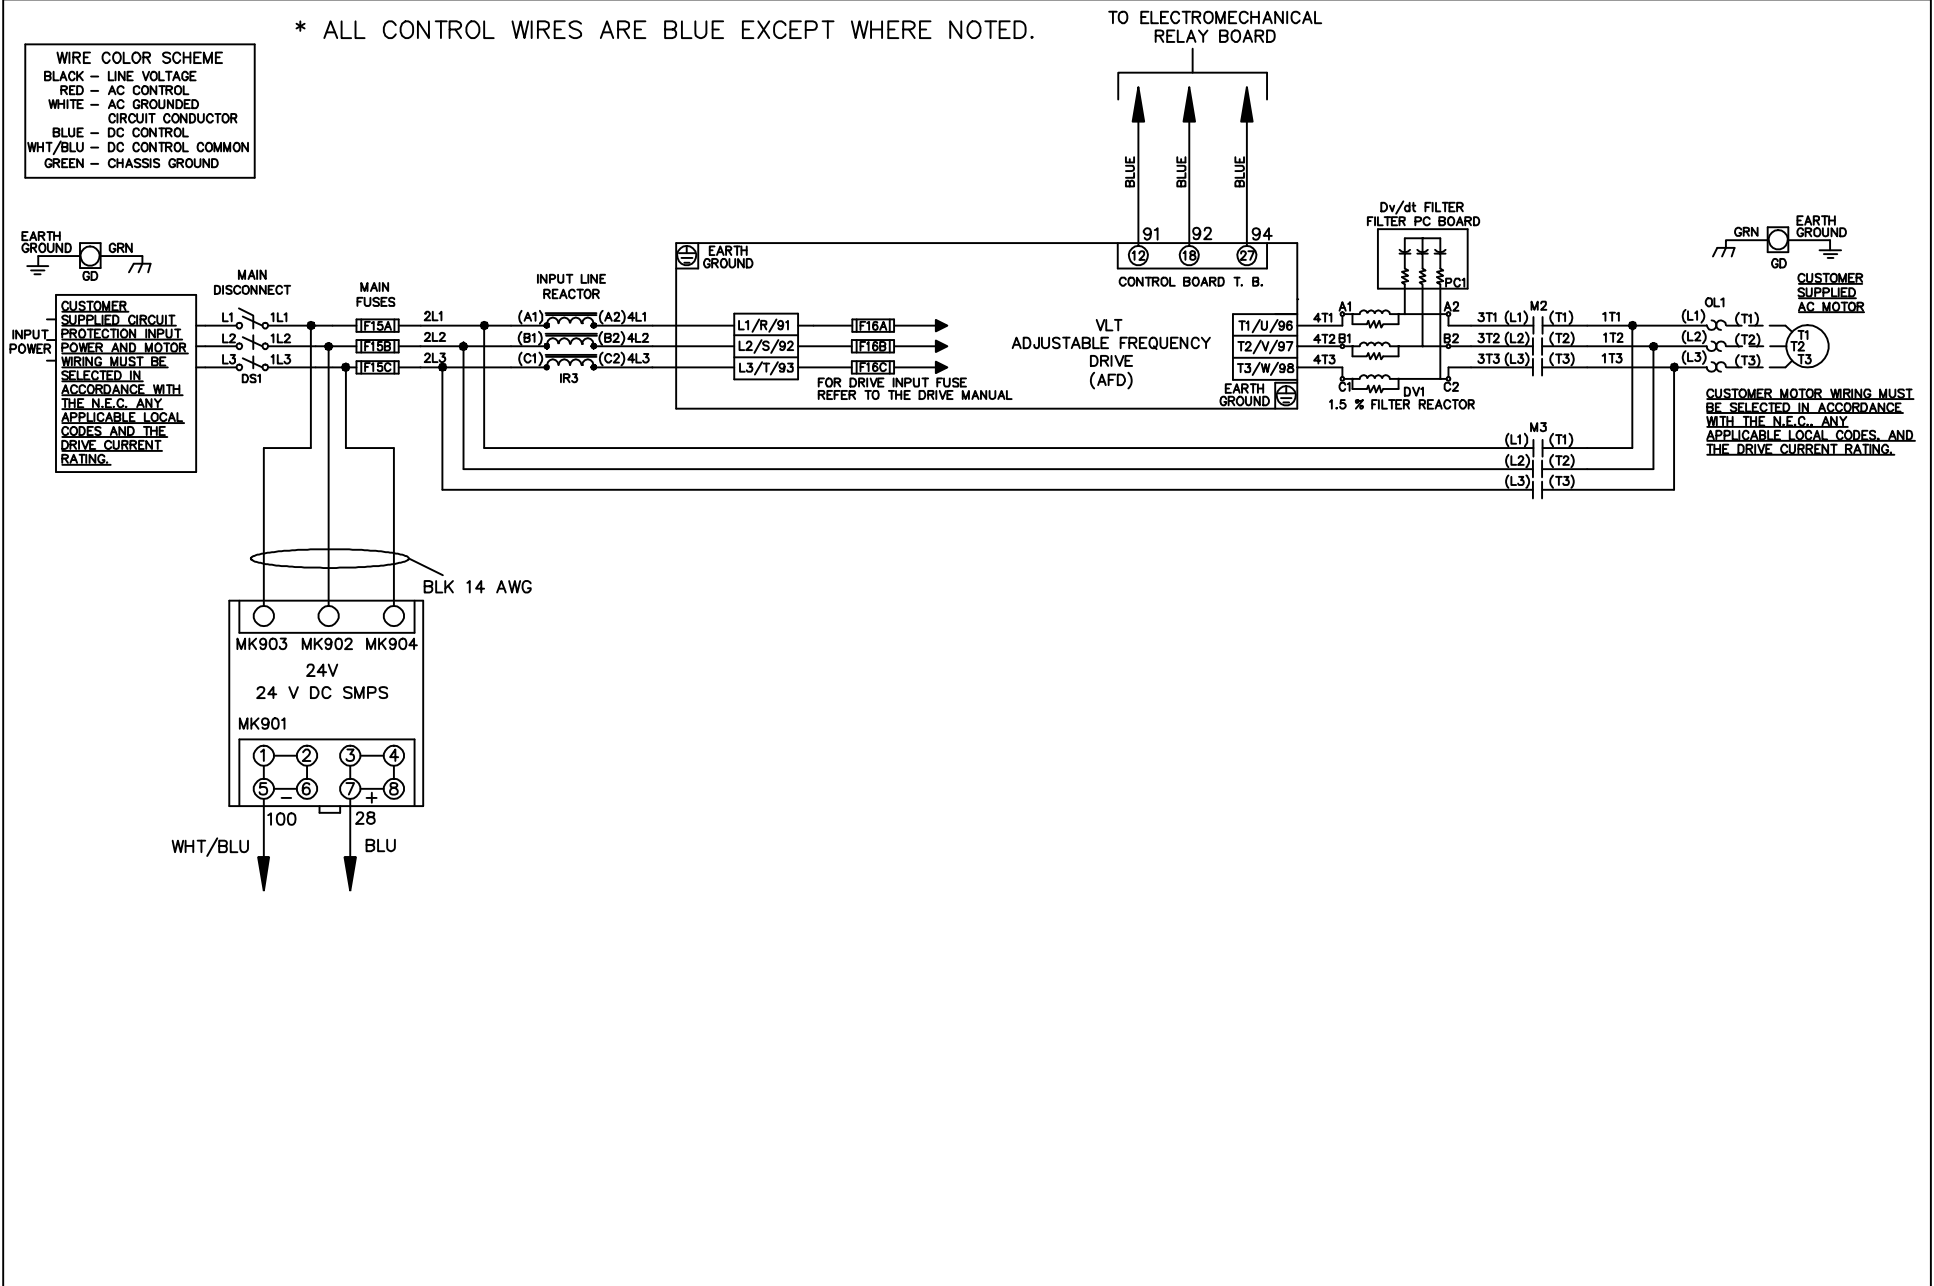 * ALL CONTROL WIRES ARE BLUE EXCEPT WHERE NOTED.
TO ELECTROMECHANICAL
RELAY BOARD
WIRE COLOR SCHEME
BLACK – LINE VOLTAGE
RED – AC CONTROL
WHITE – AC GROUNDED
CIRCUIT CONDUCTOR
BLUE – DC CONTROL
WHT/BLU – DC CONTROL COMMON
GREEN – CHASSIS GROUND
BLUE
BLUE
BLUE
91 92 94
12 18 27
CONTROL BOARD T. B.
EARTH
GROUND
GRN
GD
CUSTOMER
SUPPLIED CIRCUIT
PROTECTION INPUT
POWER AND MOTOR
WIRING MUST BE
SELECTED IN
ACCORDANCE WITH
THE N.E.C. ANY
APPLICABLE LOCAL
CODES AND THE
DRIVE CURRENT
RATING.
INPUT
POWER
MAIN
DISCONNECT
L1 1L1
L2 1L2
L3 1L3
DS1
MAIN
FUSES
F15A
F15B
F15C
2L1
2L2
2L3
INPUT LINE
REACTOR
(A1) (A2)4L1
(B1) (B2)4L2
(C1) (C2)4L3
IR3
EARTH
GROUND
L1/R/91
L2/S/92
L3/T/93
F16A
F16B
F16C
FOR DRIVE INPUT FUSE
REFER TO THE DRIVE MANUAL
VLT
ADJUSTABLE FREQUENCY
DRIVE
(AFD)
T1/U/96
T2/V/97
T3/W/98
EARTH
GROUND
Dv/dt FILTER
FILTER PC BOARD
PC1
4T1 A1 A2
4T2 B1 B2
4T3
C1 C2
DV1
1.5 % FILTER REACTOR
M2
3T1 (L1) (T1) 1T1
3T2 (L2) (T2) 1T2
3T3 (L3) (T3) 1T3
M3
(L1) (T1)
(L2) (T2)
(L3) (T3)
OL1
(L1) (T1)
(L2) (T2)
(L3) (T3)
T1
T2
T3
GRN
EARTH
GROUND
GD
CUSTOMER
SUPPLIED
AC MOTOR
CUSTOMER MOTOR WIRING MUST
BE SELECTED IN ACCORDANCE
WITH THE N.E.C., ANY
APPLICABLE LOCAL CODES, AND
THE DRIVE CURRENT RATING.
BLK 14 AWG
MK903 MK902 MK904
24V
24 V DC SMPS
MK901
1 2 3 4
5 6 7 8
– +
100 28
WHT/BLU BLU